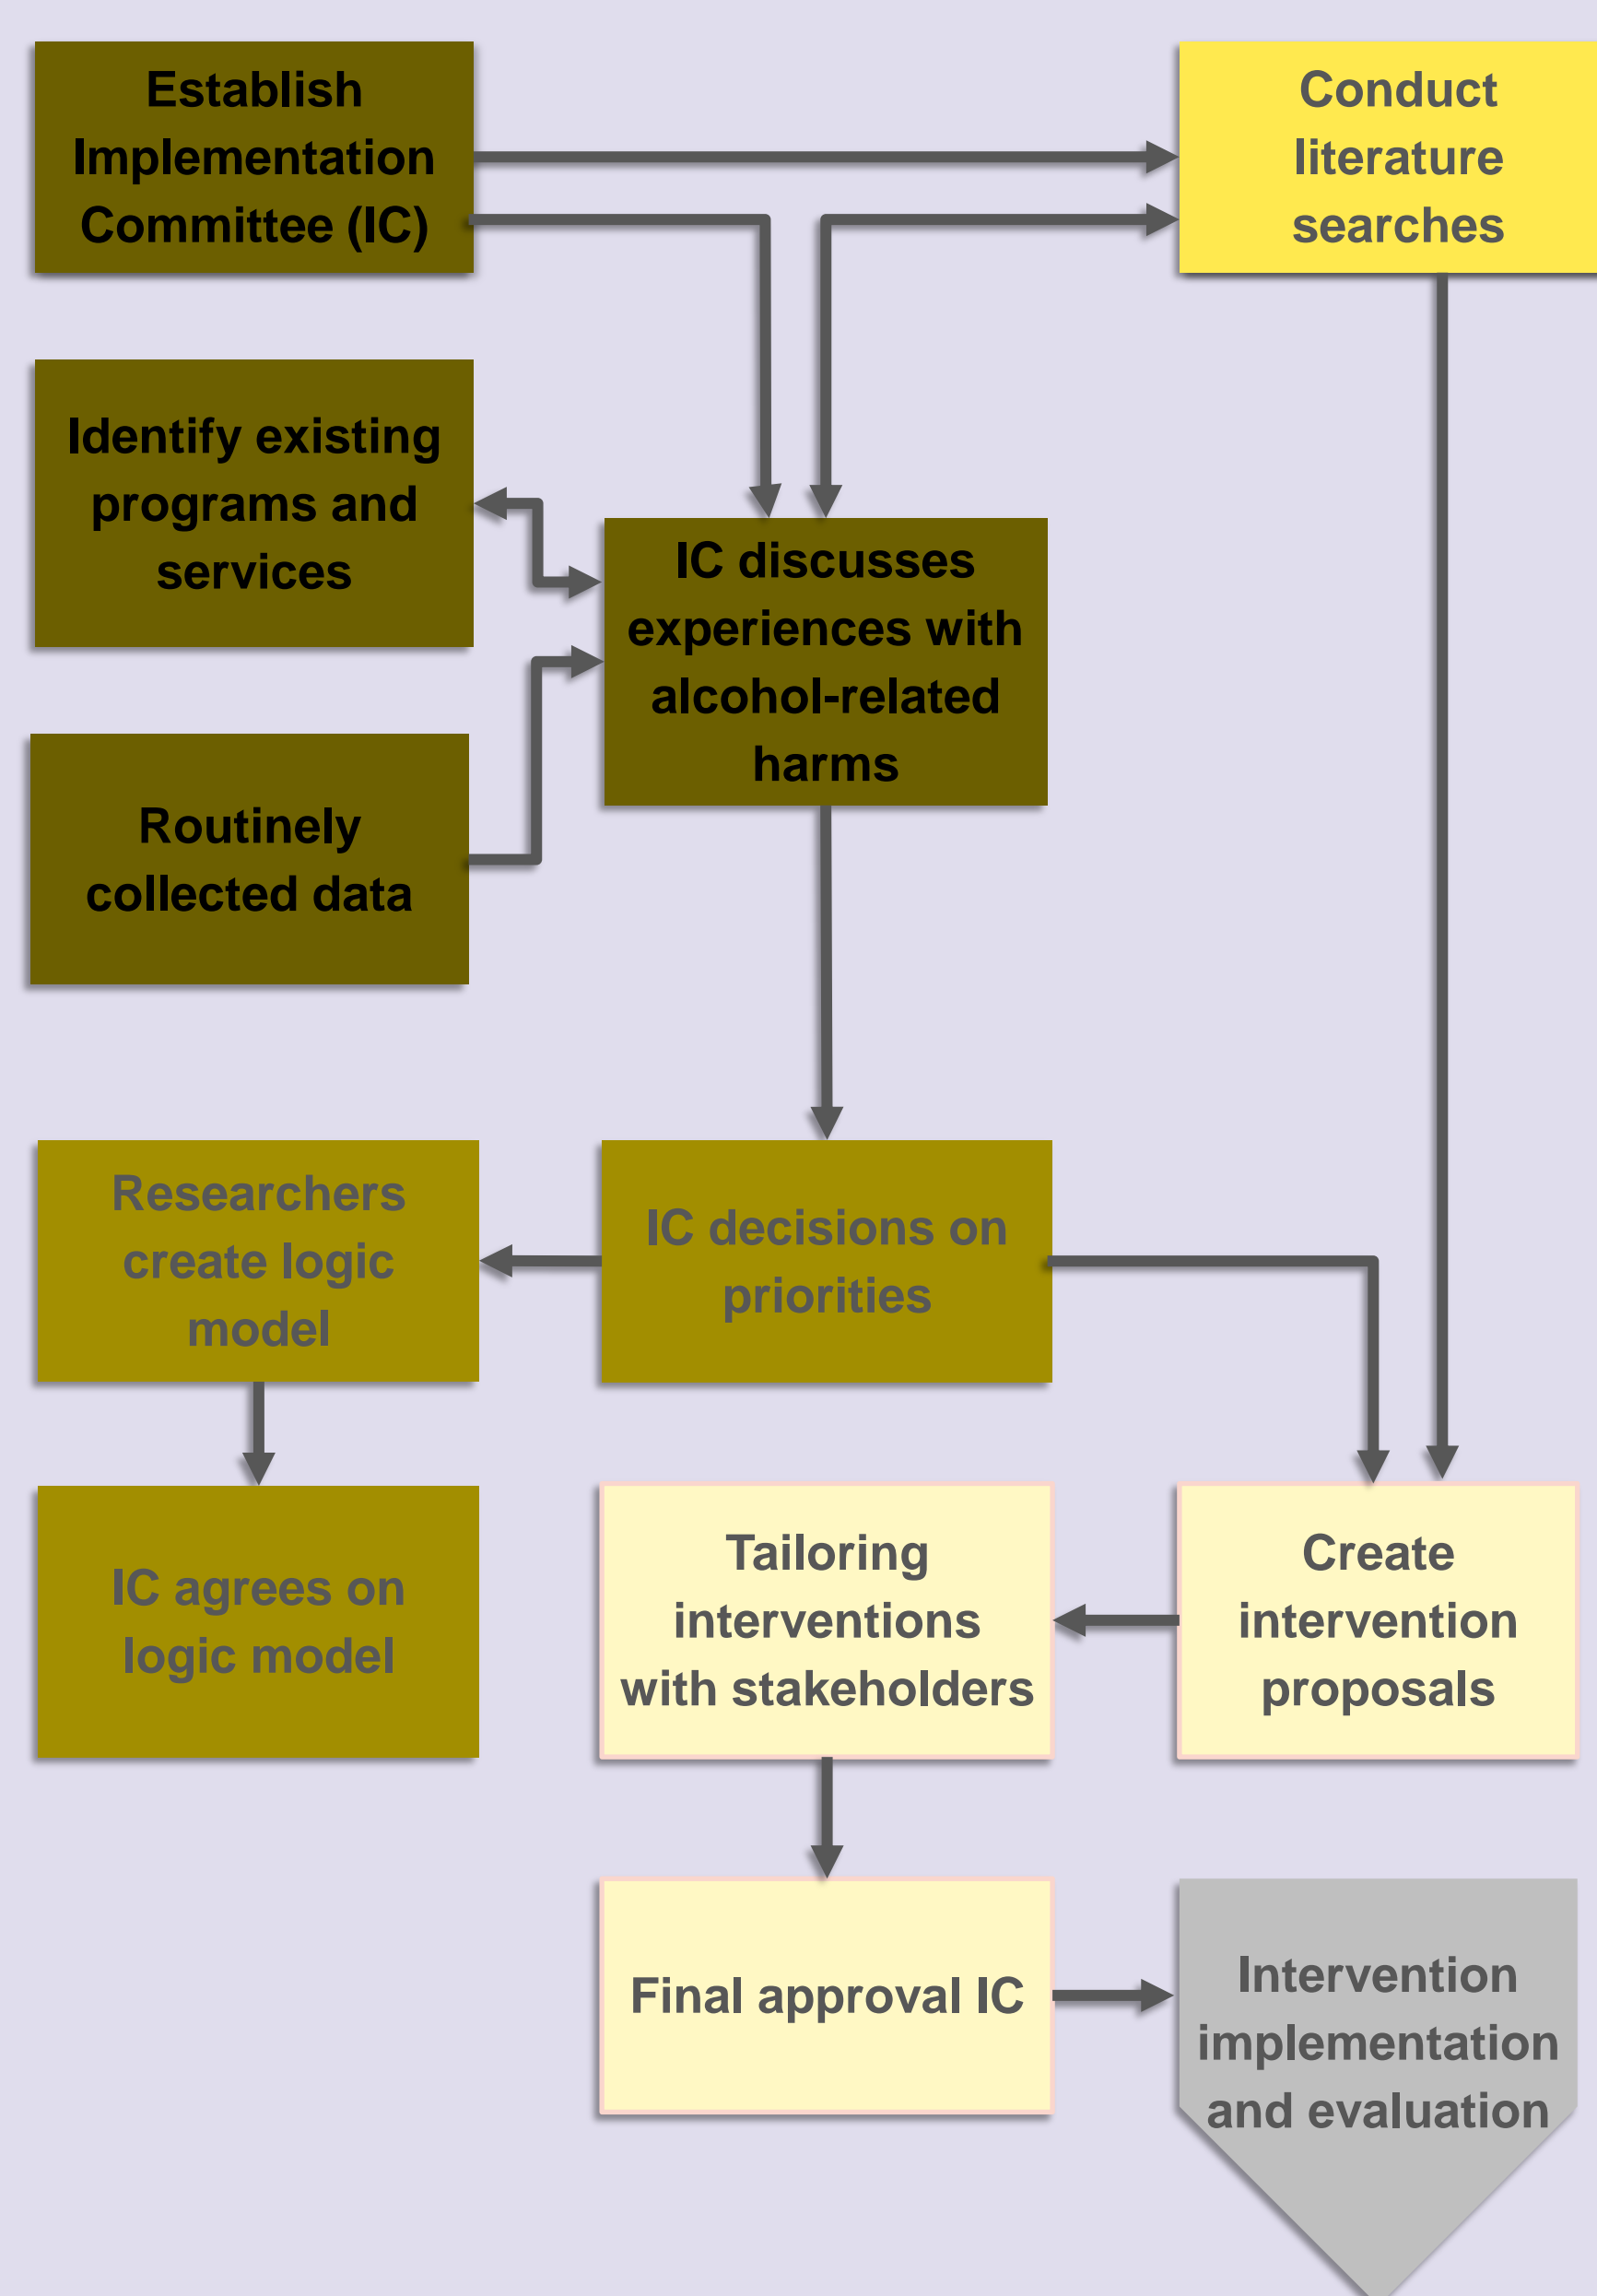 Establish
Implementation
Committee (IC)
Conduct
literature
searches
Identify existing
programs and
services
IC discusses
experiences with
alcohol-related
harms
Routinely
collected data
Researchers
create logic
model
IC decisions on
priorities
IC agrees on
logic model
Tailoring
interventions
with stakeholders
Create
intervention
proposals
Final approval IC
Intervention
implementation
and evaluation